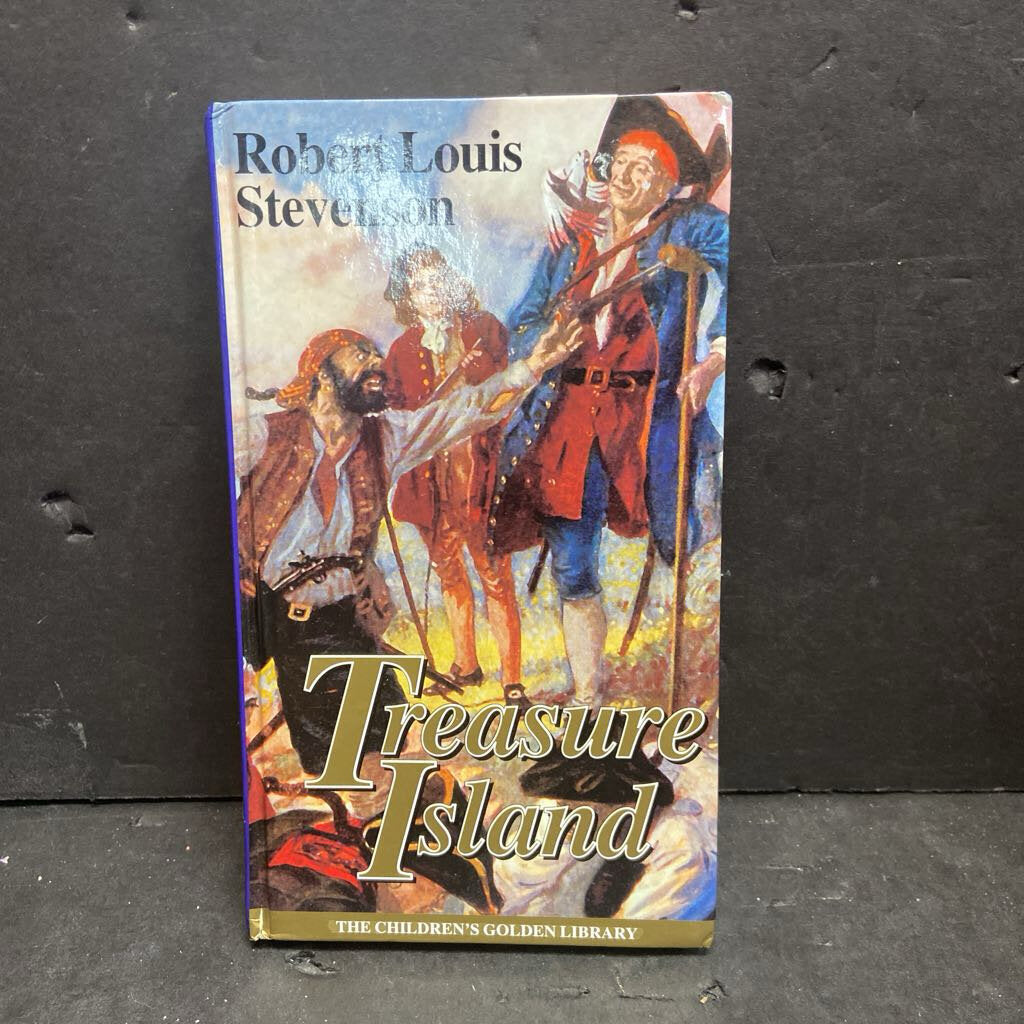 Robert Louis
Stevenson
Treasure
Island
THE CHILDREN'S GOLDEN LIBRARY